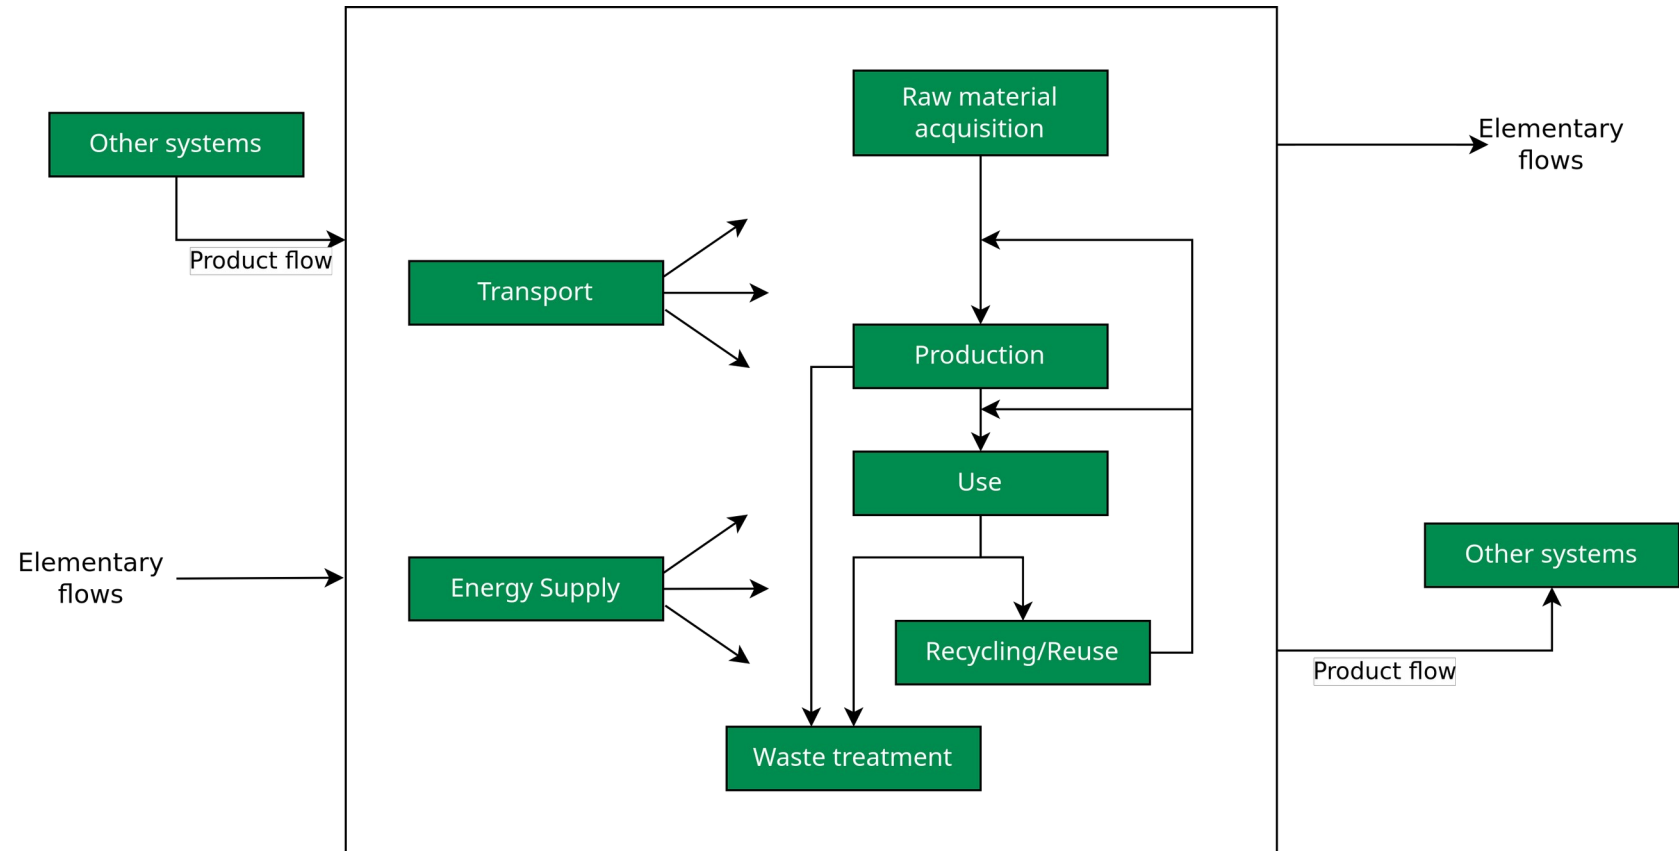 Raw material
acquisition
Other systems
Elementary
flows
Product flow
Transport
Production
Use
Elementary
flows
Energy Supply
Other systems
Recycling/Reuse
Product flow
Waste treatment